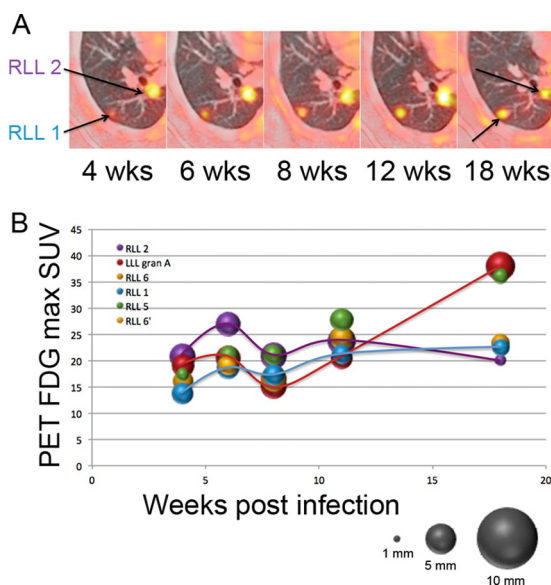 A
RLL 2
RLL 1
4 wks 6 wks 8 wks 12 wks 18 wks
B
PET FDG max SUV
45
40
35
30
25
20
15
10
5
0
RLL 2
LLL gran A
RLL 6
RLL 1
RLL 5
RLL 6'
0 5 10 15 20
Weeks post infection
1 mm
5 mm
10 mm